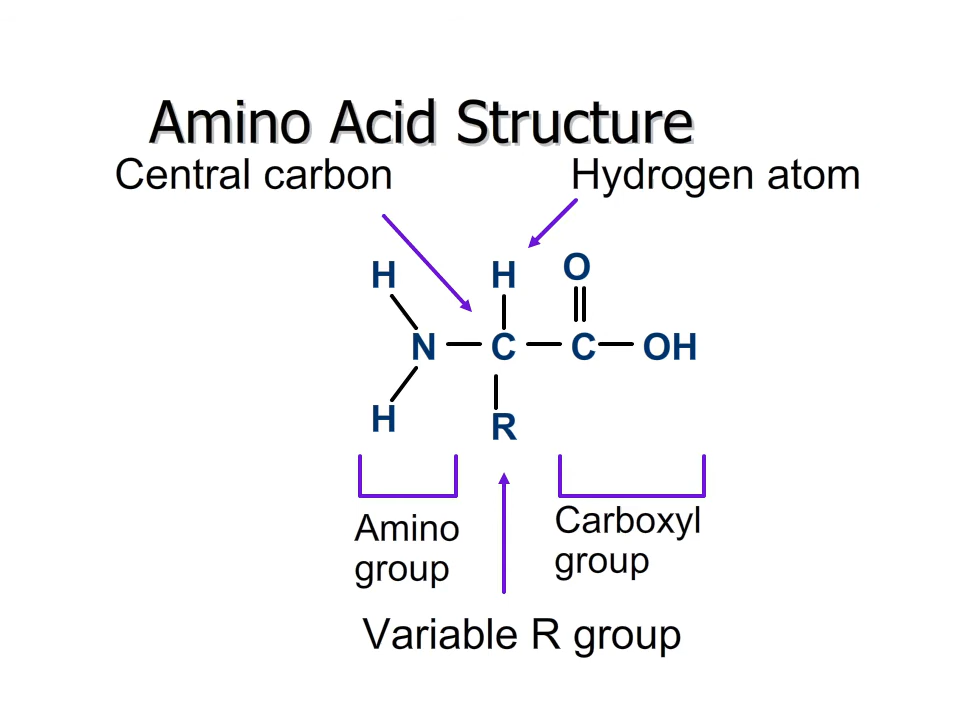 Amino Acid Structure
Central carbon
Hydrogen atom
H H O
N C C OH
H R
Amino
group
Carboxyl
group
Variable R group